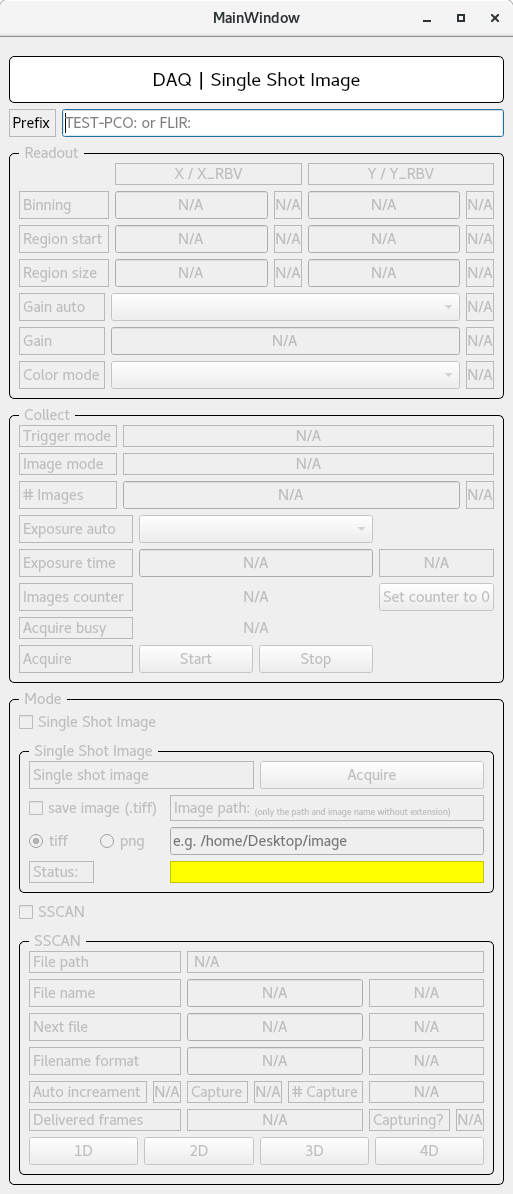 MainWindow
DAQ | Single Shot Image
Prefix TEST-PCO: or FLIR:
Readout
X / X_RBV Y / Y_RBV
Binning N/A N/A N/A N/A
Region start N/A N/A N/A N/A
Region size N/A N/A N/A N/A
Gain auto N/A
Gain N/A
Color mode N/A
Collect
Trigger mode N/A
Image mode N/A
# Images N/A N/A
Exposure auto
Exposure time N/A N/A
Images counter N/A Set counter to 0
Acquire busy N/A
Acquire Start Stop
Mode
Single Shot Image
Single Shot Image
Single shot image Acquire
save image (.tiff) Image path: (only the path and image name without extension)
tiff png e.g. /home/Desktop/image
Status:
SSCAN
SSCAN
File path N/A
File name N/A N/A
Next file N/A N/A
Filename format N/A N/A
Auto increament N/A Capture N/A # Capture N/A
Delivered frames N/A Capturing? N/A
1D 2D 3D 4D